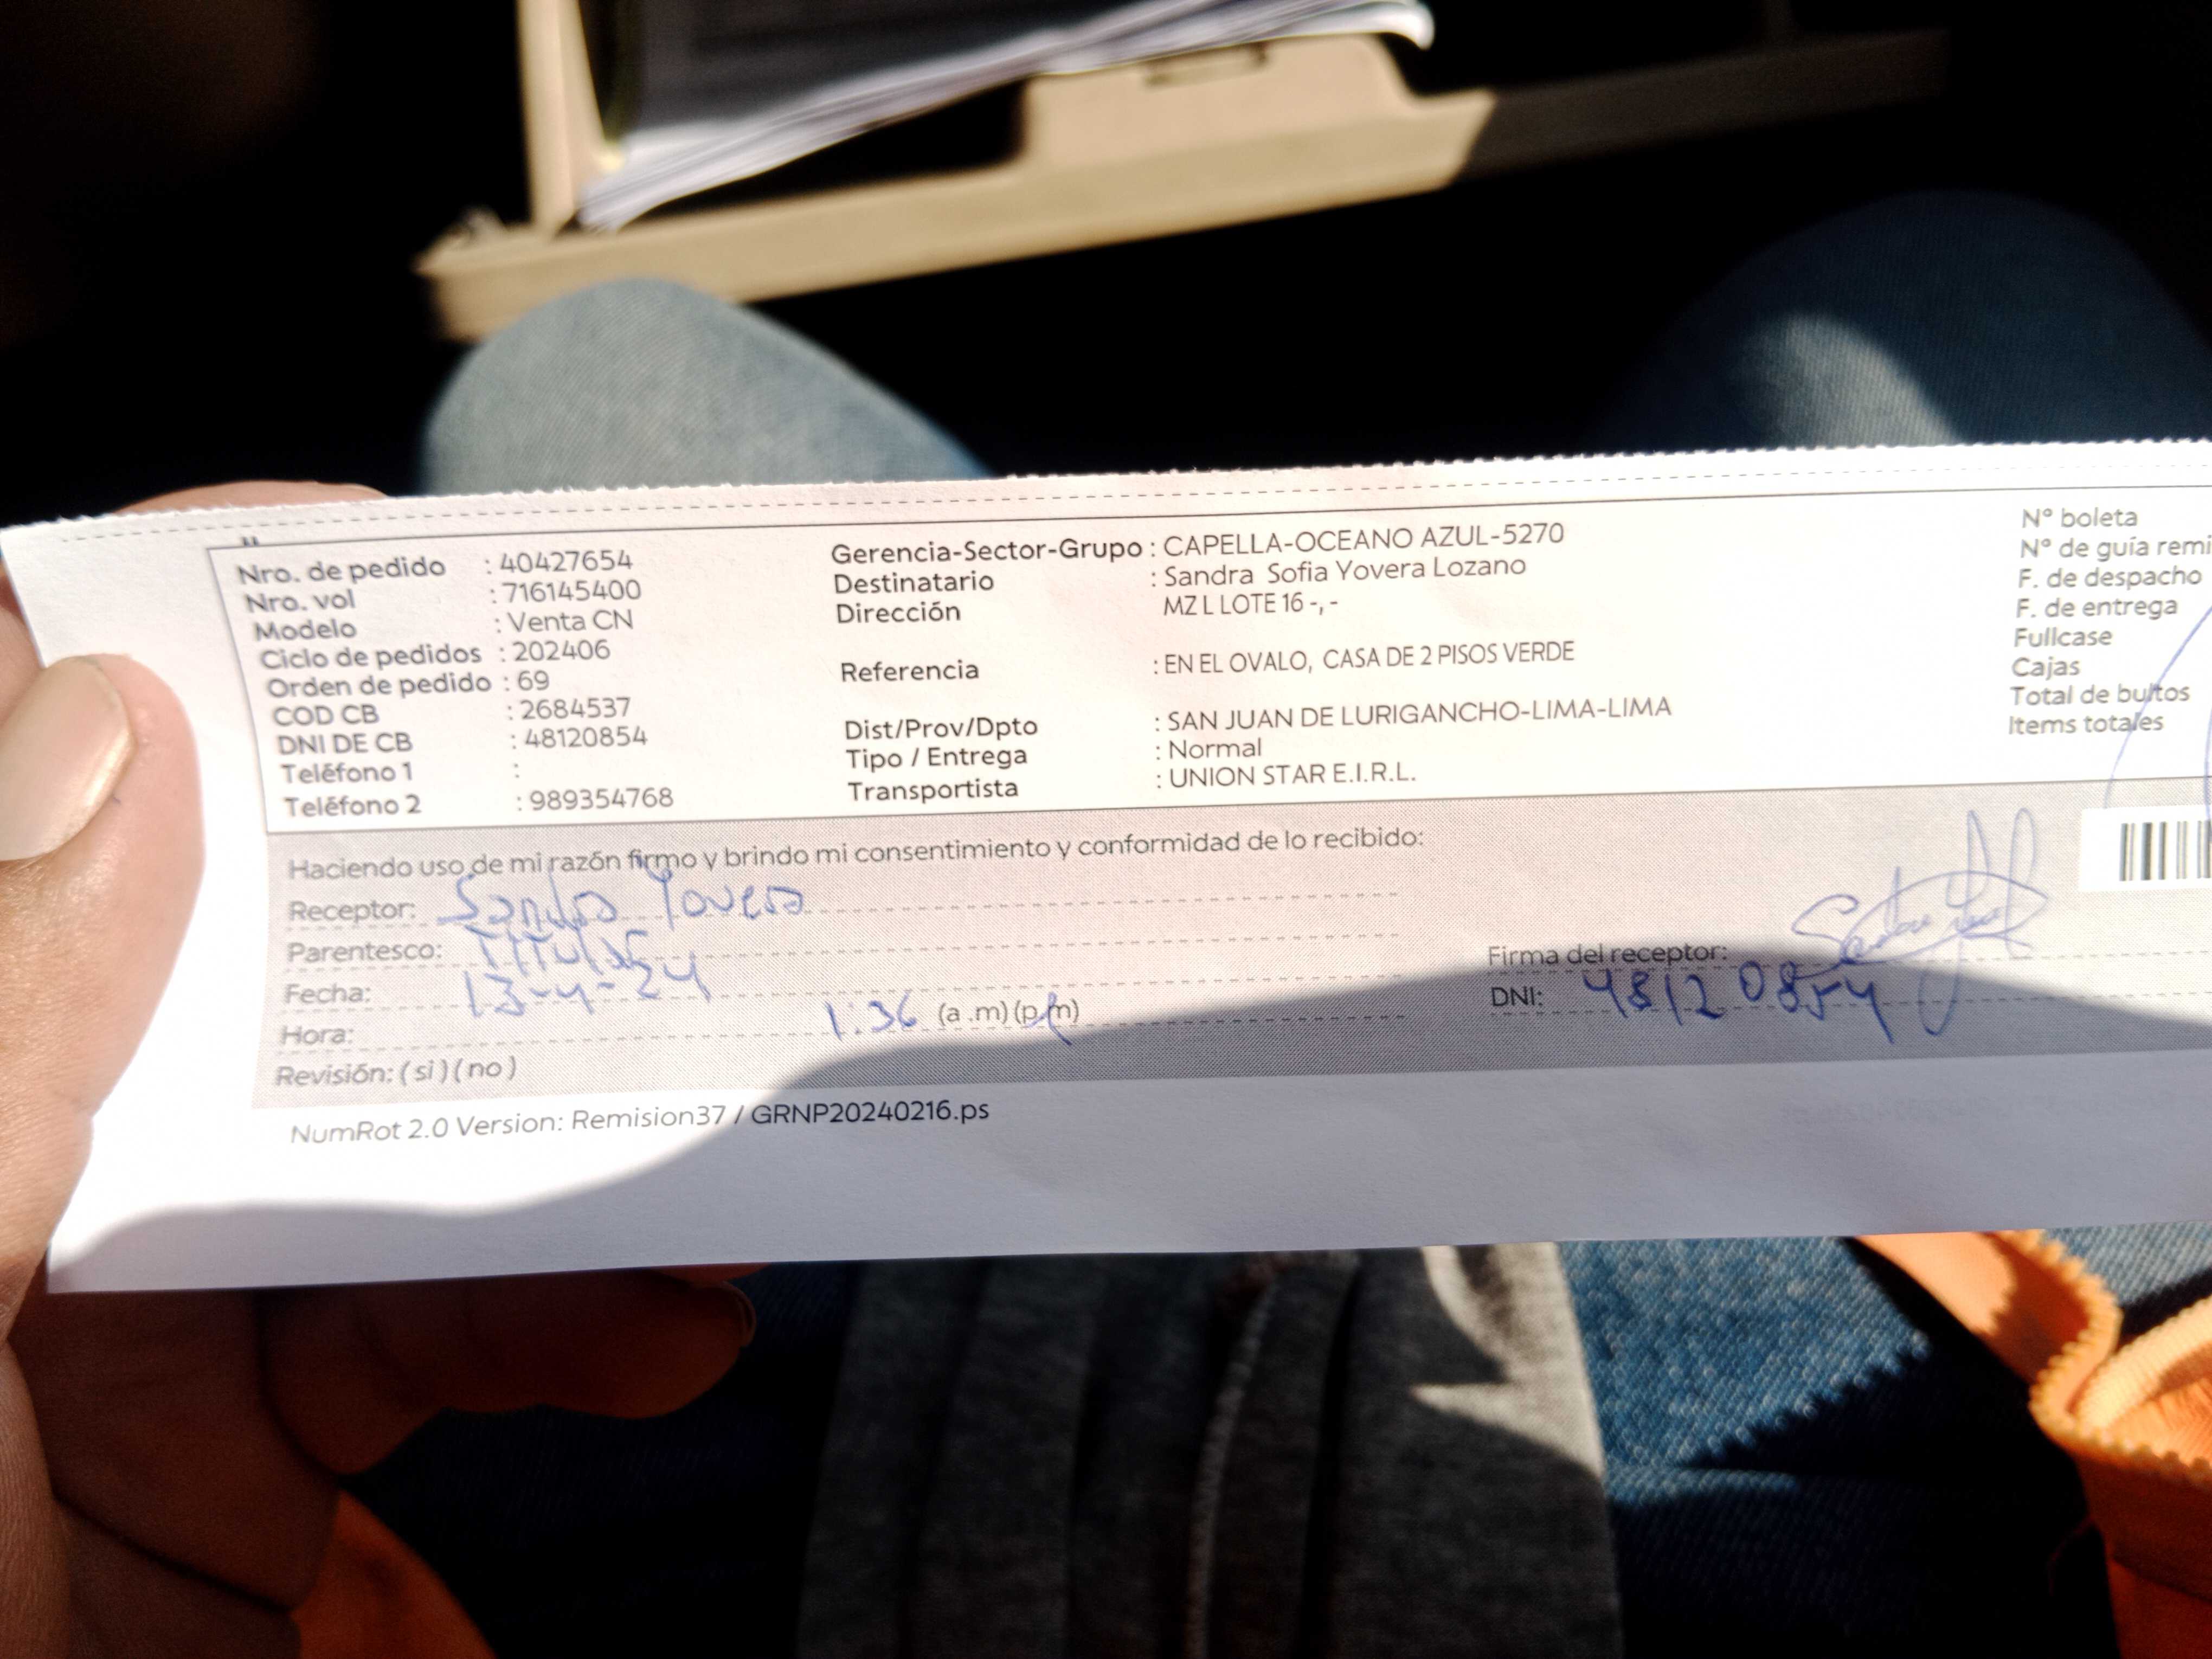 Nro. de pedido : 40427654
Nro. vol : 716145400
Modelo : Venta CN
Ciclo de pedidos : 202406
Orden de pedido : 69
COD CB : 2684537
DNI DE CB : 48120854
Teléfono 1 :
Teléfono 2 : 989354768
Gerencia-Sector-Grupo : CAPELLA-OCEANO AZUL-5270
Destinatario : Sandra Sofia Yovera Lozano
Dirección MZ L LOTE 16 -, -
Referencia : EN EL OVALO, CASA DE 2 PISOS VERDE
Dist/Prov/Dpto : SAN JUAN DE LURIGANCHO-LIMA-LIMA
Tipo / Entrega : Normal
Transportista : UNION STAR E.I.R.L.
N° boleta
N° de guía remi
F. de despacho
F. de entrega
Fullcase
Cajas
Total de bultos
Items totales
Haciendo uso de mi razón firmo y brindo mi consentimiento y conformidad de lo recibido:
Receptor: Sandra Yovera
Parentesco: Titular
Fecha: 13-4-24
Hora: 1:36 (a .m) (p.m)
Revisión: ( si ) ( no )
Firma del receptor:
DNI: 48120854
NumRot 2.0 Version: Remision37 / GRNP20240216.ps